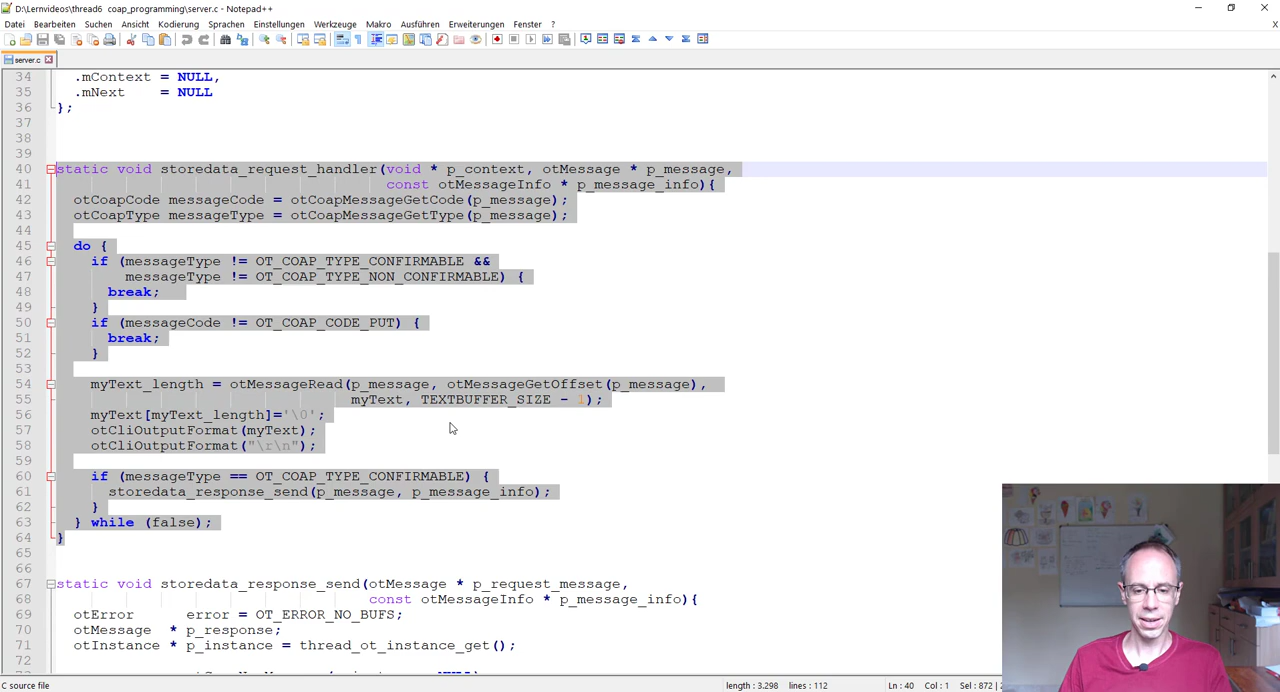 D:\Lernvideos\thread6 coap_programming\server.c - Notepad++
Datei Bearbeiten Suchen Ansicht Kodierung Sprachen Einstellungen Werkzeuge Makro Ausführen Erweiterungen Fenster ? X
server.c
34 .mContext = NULL,
35 .mNext = NULL
36 };
37
38
39
40 static void storedata_request_handler(void * p_context, otMessage * p_message,
41 const otMessageInfo * p_message_info){
42 otCoapCode messageCode = otCoapMessageGetCode(p_message);
43 otCoapType messageType = otCoapMessageGetType(p_message);
44
45 do {
46 if (messageType != OT_COAP_TYPE_CONFIRMABLE &&
47 messageType != OT_COAP_TYPE_NON_CONFIRMABLE) {
48 break;
49 }
50 if (messageCode != OT_COAP_CODE_PUT) {
51 break;
52 }
53
54 myText_length = otMessageRead(p_message, otMessageGetOffset(p_message),
55 myText, TEXTBUFFER_SIZE - 1);
56 myText[myText_length]='\0';
57 otCliOutputFormat(myText);
58 otCliOutputFormat("\r\n");
59
60 if (messageType == OT_COAP_TYPE_CONFIRMABLE) {
61 storedata_response_send(p_message, p_message_info);
62 }
63 } while (false);
64 }
65
66
67 static void storedata_response_send(otMessage * p_request_message,
68 const otMessageInfo * p_message_info){
69 otError error = OT_ERROR_NO_BUFS;
70 otMessage * p_response;
71 otInstance * p_instance = thread_ot_instance_get();
72
C source file length : 3.298 lines : 112 Ln : 40 Col : 1 Sel : 872 | 2